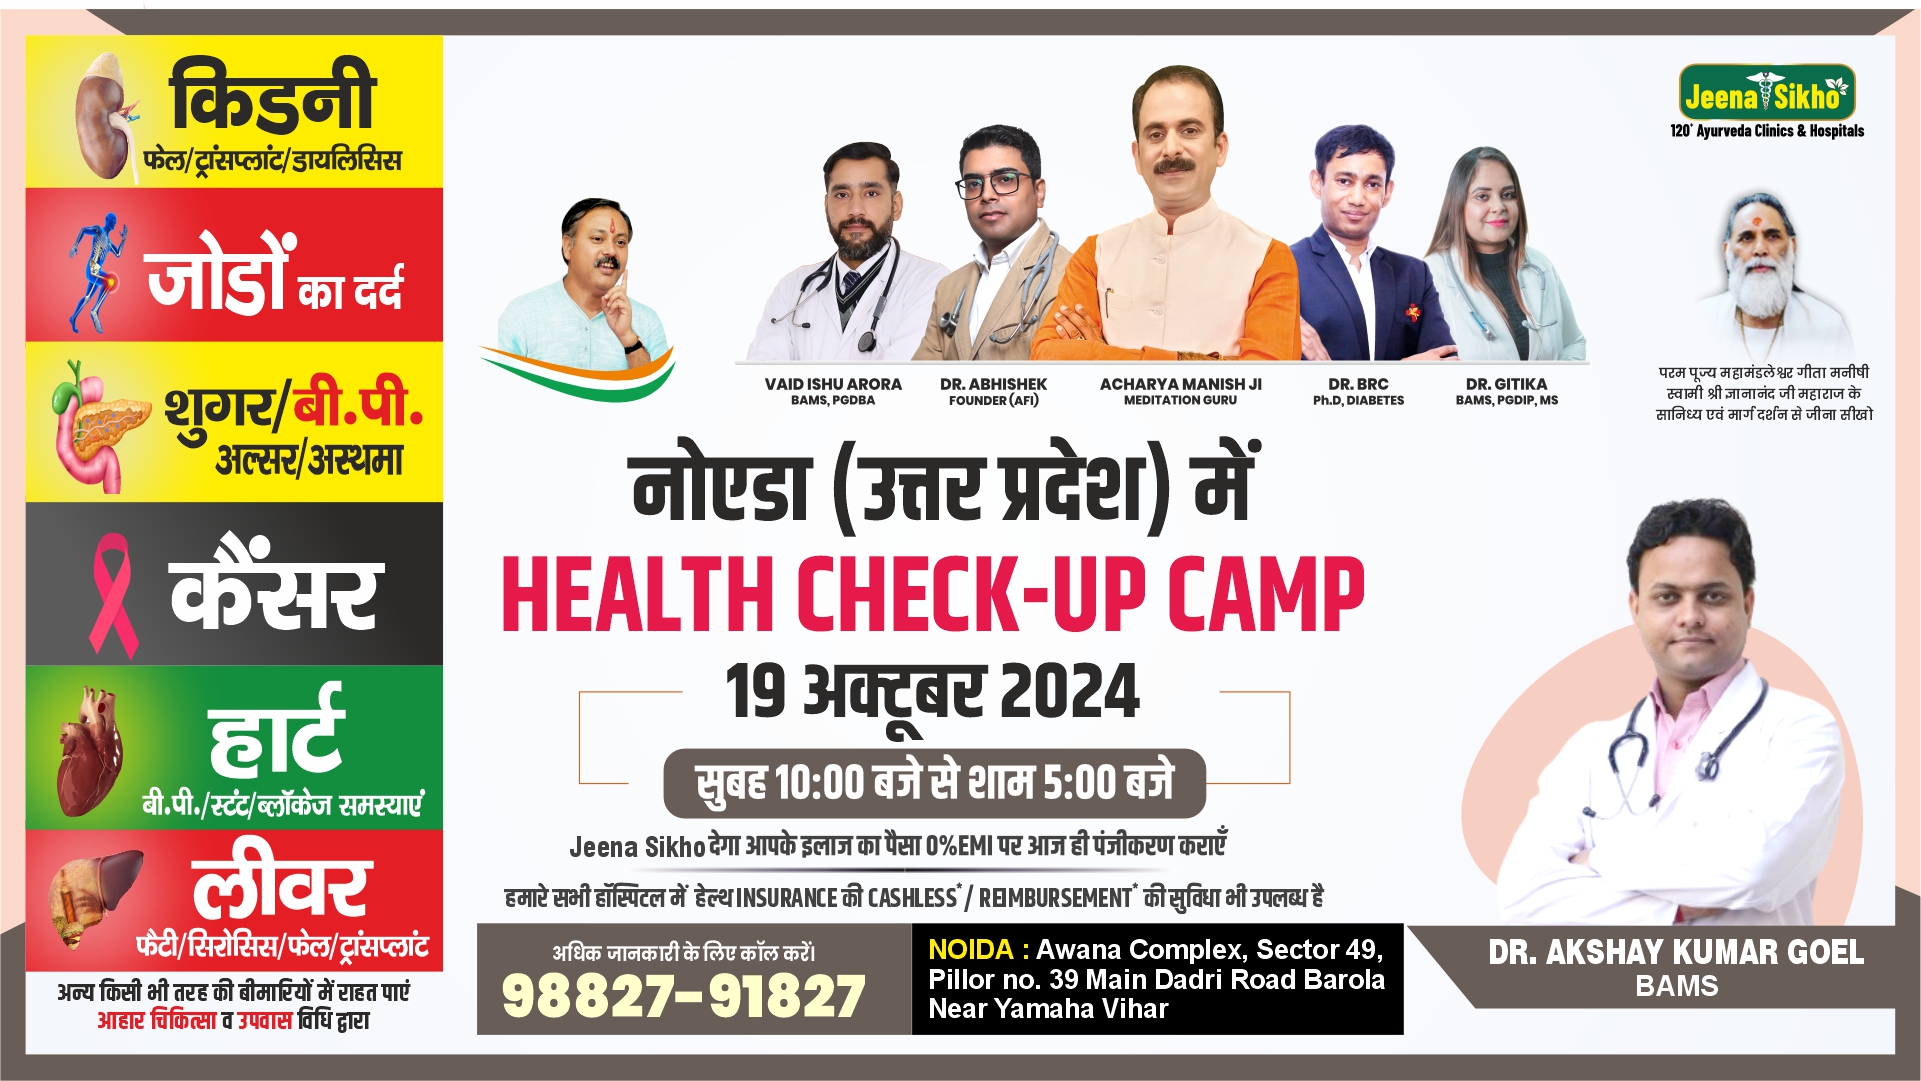 किडनी
फेल/ट्रांसप्लांट/डायलिसिस
जोडों का दर्द
शुगर/बी.पी.
अल्सर/अस्थमा
कैंसर
हार्ट
बी.पी./स्टंट/ब्लॉकेज समस्याएं
लीवर
फैटी/सिरोसिस/फेल/ट्रांसप्लांट
अन्य किसी भी तरह की बीमारियों में राहत पाएं
आहार चिकित्सा व उपवास विधि द्वारा
Jeena Sikho
120+ Ayurveda Clinics & Hospitals
VAID ISHU ARORA
BAMS, PGDBA
DR. ABHISHEK
FOUNDER (AFI)
ACHARYA MANISH JI
MEDITATION GURU
DR. BRC
Ph.D, DIABETES
DR. GITIKA
BAMS, PGDIP, MS
परम पूज्य महामंडलेश्वर गीता मनीषी
स्वामी श्री ज्ञानानंद जी महाराज के
सानिध्य एवं मार्ग दर्शन से जीना सीखो
नोएडा (उत्तर प्रदेश) में
HEALTH CHECK-UP CAMP
19 अक्टूबर 2024
सुबह 10:00 बजे से शाम 5:00 बजे
Jeena Sikho देगा आपके इलाज का पैसा 0%EMI पर आज ही पंजीकरण कराएँ
हमारे सभी हॉस्पिटल में हेल्थ INSURANCE की CASHLESS*/ REIMBURSEMENT* की सुविधा भी उपलब्ध है
अधिक जानकारी के लिए कॉल करें।
98827-91827
NOIDA : Awana Complex, Sector 49,
Pillor no. 39 Main Dadri Road Barola
Near Yamaha Vihar
DR. AKSHAY KUMAR GOEL
BAMS